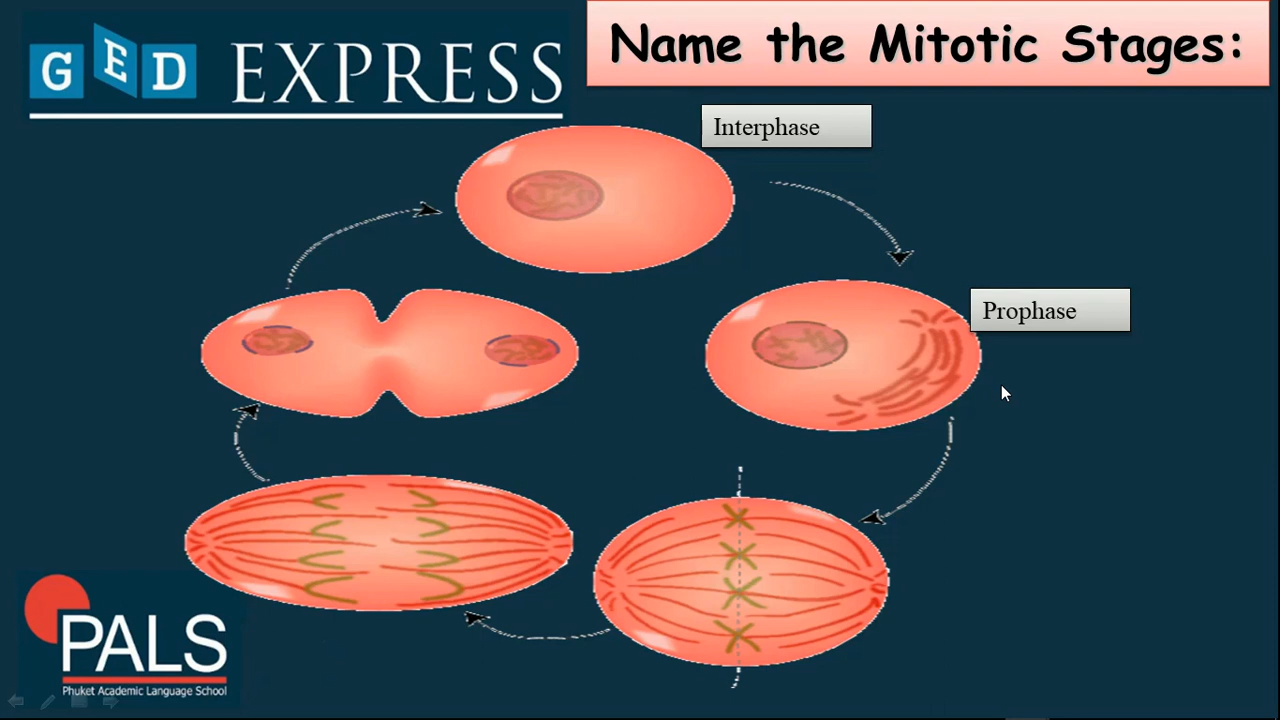 GED EXPRESS
Name the Mitotic Stages:
Interphase
Prophase
PALS
Phuket Academic Language School